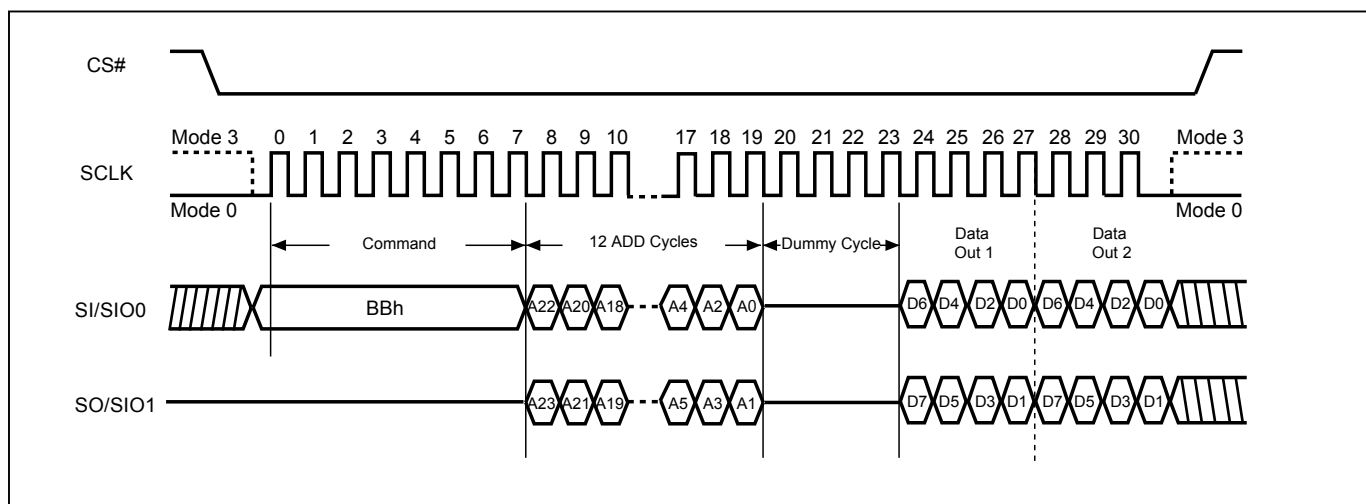 CS#
Mode 3 0 1 2 3 4 5 6 7 8 9 10 17 18 19 20 21 22 23 24 25 26 27 28 29 30 Mode 3
SCLK
Mode 0 Mode 0
Command 12 ADD Cycles Dummy Cycle Data Out 1 Data Out 2
SI/SIO0 BBh A22 A20 A18 A4 A2 A0 D6 D4 D2 D0 D6 D4 D2 D0
SO/SIO1 A23 A21 A19 A5 A3 A1 D7 D5 D3 D1 D7 D5 D3 D1